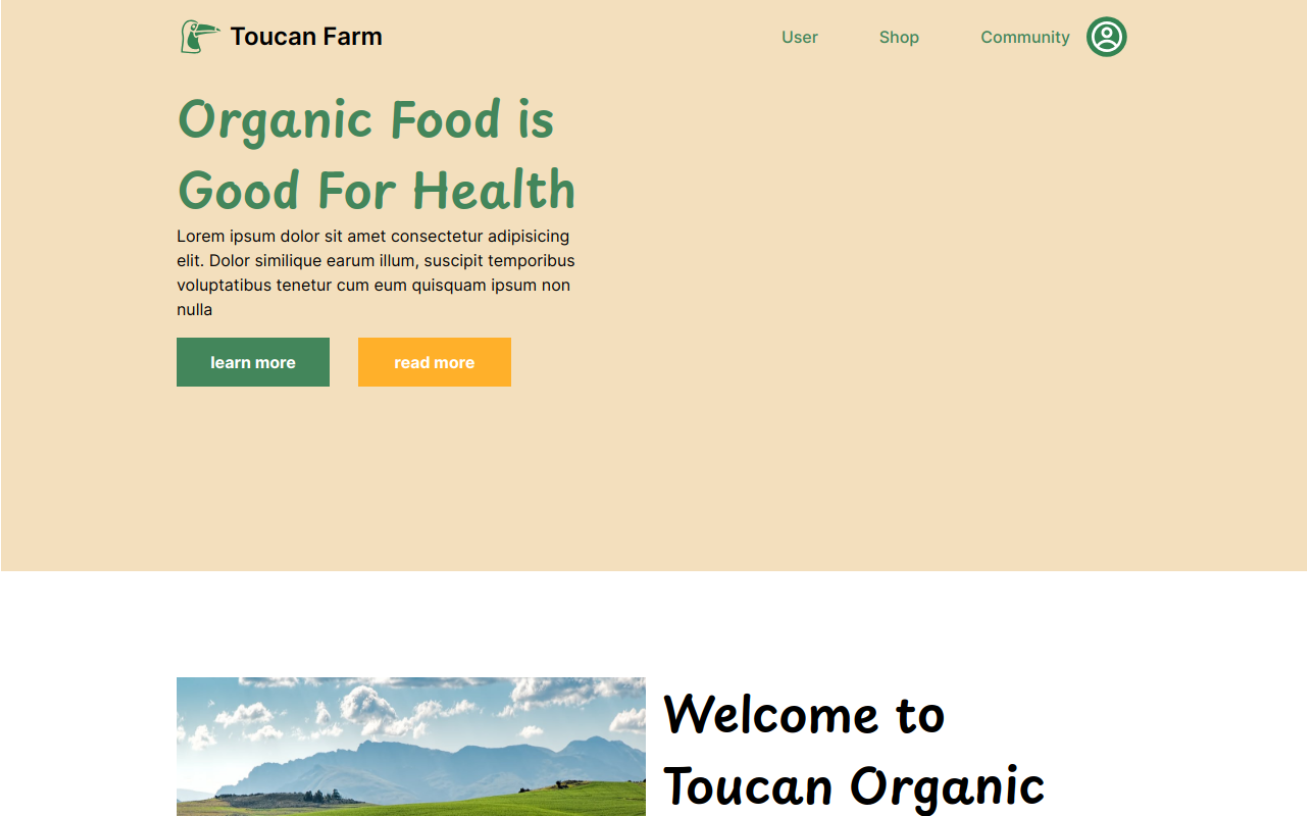 Toucan Farm
User
Shop
Community
Organic Food is
Good For Health
Lorem ipsum dolor sit amet consectetur adipisicing
elit. Dolor similique earum illum, suscipit temporibus
voluptatibus tenetur cum eum quisquam ipsum non
nulla
learn more
read more
Welcome to
Toucan Organic